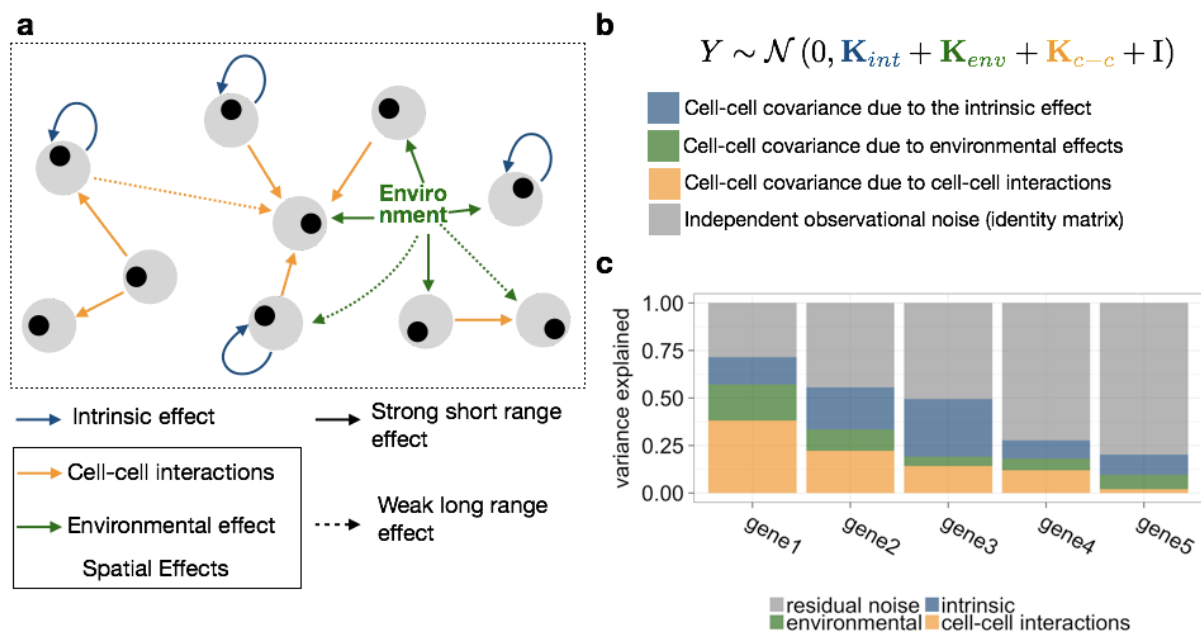 a
Enviro
nment
Intrinsic effect
Strong short range
effect
Cell-cell interactions
Environmental effect
Weak long range
effect
Spatial Effects
b
Y ∼ 𝒩 (0, K_int + K_env + K_c−c + I)
Cell-cell covariance due to the intrinsic effect
Cell-cell covariance due to environmental effects
Cell-cell covariance due to cell-cell interactions
Independent observational noise (identity matrix)
c
variance explained
1.00
0.75
0.50
0.25
0.00
gene1
gene2
gene3
gene4
gene5
residual noise intrinsic
environmental cell-cell interactions